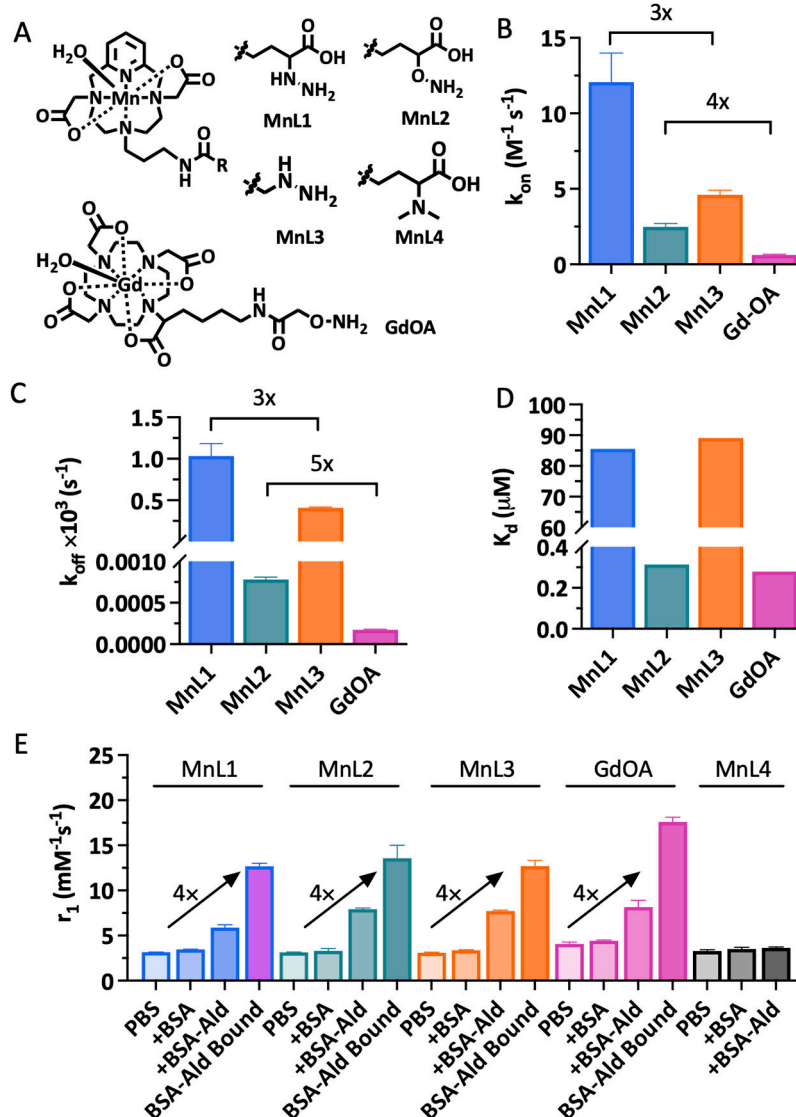 A
H₂O
N
N
Mn
N
N
O
O
O
O
N
H
O
R
O
OH
HN
NH₂
MnL1
O
OH
O
NH₂
MnL2
H
N
N
NH₂
MnL3
O
OH
N
MnL4
O
O
O
O
H₂O
N
N
Gd
N
N
O
O
O
O
H
N
O
O
NH₂
GdOA
B
kon (M⁻¹ s⁻¹)
15
10
5
0
3x
4x
MnL1
MnL2
MnL3
Gd-OA
C
koff ×10³ (s⁻¹)
1.5
1.0
0.5
0.0010
0.0005
0.0000
3x
5x
MnL1
MnL2
MnL3
GdOA
D
Kd (μM)
100
90
80
70
60
0.4
0.2
0.0
MnL1
MnL2
MnL3
GdOA
E
r₁ (mM⁻¹s⁻¹)
25
20
15
10
5
0
MnL1 MnL2 MnL3 GdOA MnL4
4× 4× 4× 4×
PBS
+BSA
+BSA-Ald
BSA-Ald Bound
PBS
+BSA
+BSA-Ald
BSA-Ald Bound
PBS
+BSA
+BSA-Ald
BSA-Ald Bound
PBS
+BSA
+BSA-Ald
BSA-Ald Bound
PBS
+BSA
+BSA-Ald